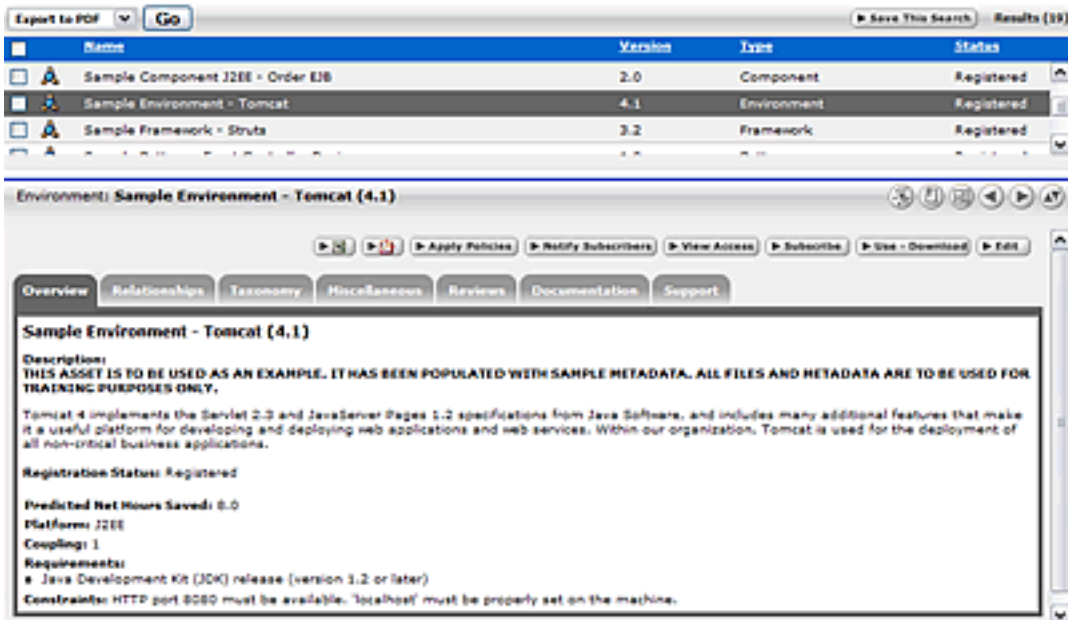 Export to PDF Go Save This Search Results (19)
Name Version Type Status
Sample Component J2EE - Order EJB 2.0 Component Registered
Sample Environment - Tomcat 4.1 Environment Registered
Sample Framework - Struts 3.2 Framework Registered
Environment: Sample Environment - Tomcat (4.1)
Apply Policies Notify Subscribers View Access Subscribe Use - Download Edit
Overview Relationships Taxonomy Miscellaneous Reviews Documentation Support
Sample Environment - Tomcat (4.1)
Description:
THIS ASSET IS TO BE USED AS AN EXAMPLE. IT HAS BEEN POPULATED WITH SAMPLE METADATA. ALL FILES AND METADATA ARE TO BE USED FOR
TRAINING PURPOSES ONLY.
Tomcat 4 implements the Servlet 2.3 and JavaServer Pages 1.2 specifications from Java Software, and includes many additional features that make
it a useful platform for developing and deploying web applications and web services. Within our organization, Tomcat is used for the deployment of
all non-critical business applications.
Registration Status: Registered
Predicted Net Hours Saved: 8.0
Platform: J2EE
Coupling: 1
Requirements:
Java Development Kit (JDK) release (version 1.2 or later)
Constraints: HTTP port 8080 must be available. 'localhost' must be properly set on the machine.